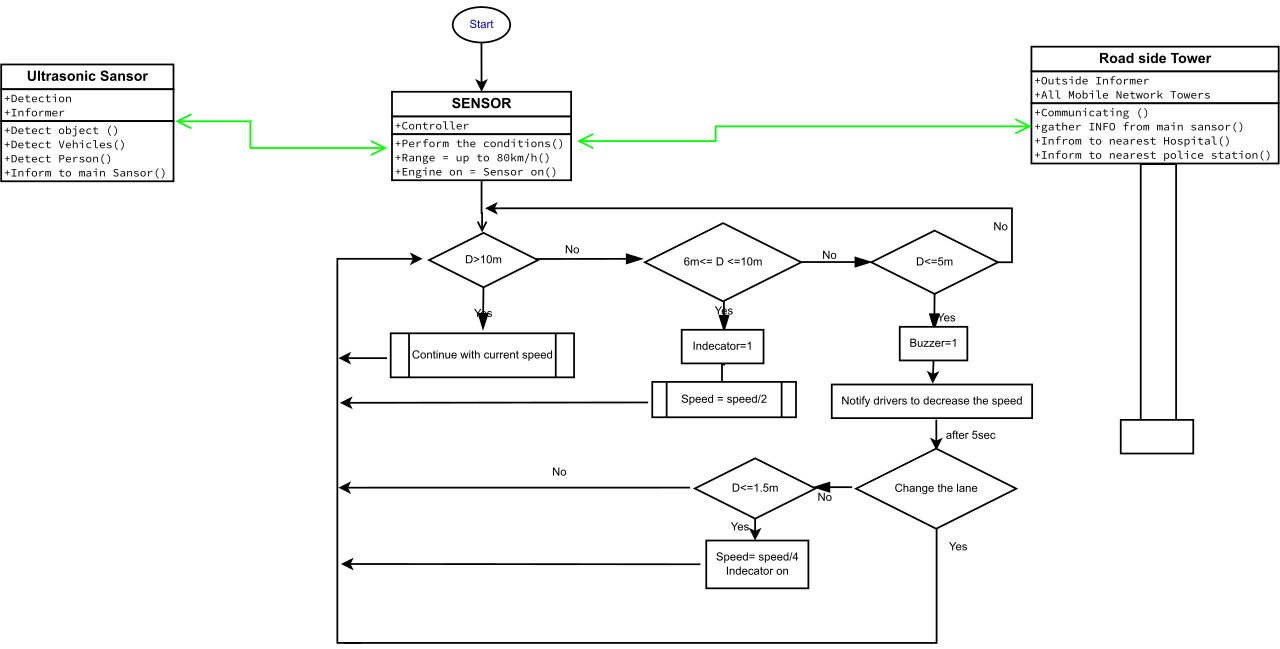 Start
Ultrasonic Sansor
+Detection
+Informer
+Detect object ()
+Detect Vehicles()
+Detect Person()
+Inform to main Sansor()
SENSOR
+Controller
+Perform the conditions()
+Range = up to 80km/h()
+Engine on = Sensor on()
Road side Tower
+Outside Informer
+All Mobile Network Towers
+Communicating ()
+gather INFO from main sansor()
+Infrom to nearest Hospital()
+Inform to nearest police station()
No
D>10m
No
6m<= D <=10m
No
D<=5m
Yes
Yes
Yes
Continue with current speed
Indecator=1
Buzzer=1
Speed = speed/2
Notify drivers to decrease the speed
after 5sec
No
D<=1.5m
No
Change the lane
Yes
Yes
Speed= speed/4
Indecator on